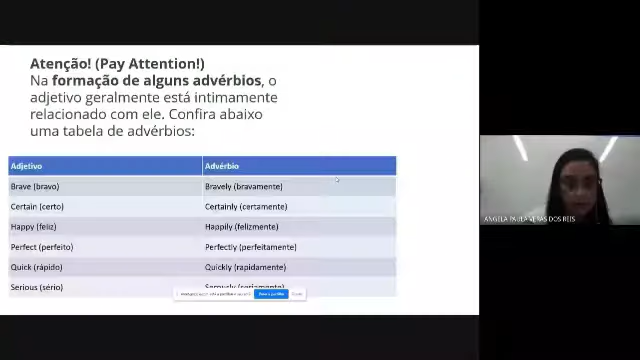 Atenção! (Pay Attention!)
Na formação de alguns advérbios, o
adjetivo geralmente está intimamente
relacionado com ele. Confira abaixo
uma tabela de advérbios:
Adjetivo Advérbio
Brave (bravo) Bravely (bravamente)
Certain (certo) Certainly (certamente)
Happy (feliz) Happily (felizmente)
Perfect (perfeito) Perfectly (perfeitamente)
Quick (rápido) Quickly (rapidamente)
Serious (sério) (seriamente)
ANGELA PAULA VERAS DOS REIS